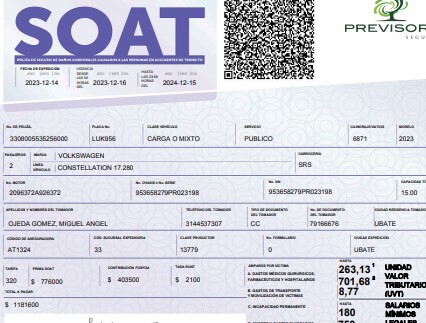 SOAT
PREVISOR
SEGU
PÓLIZA DE SEGURO DE DAÑOS CORPORALES CAUSADOS A LAS PERSONAS EN ACCIDENTES DE TRÁNSITO
FECHA DE EXPEDICIÓN VIGENCIA
DESDE LAS 00 HORAS DEL
HASTA LAS 23:59 HORAS DEL
2023-12-14 2023-12-16 2024-12-15
No. DE PÓLIZA PLACA No. CLASE VEHÍCULO SERVICIO CILINDRAJE/VATIOS MODELO
3308005535256000 LUK956 CARGA O MIXTO PUBLICO 6871 2023
PASAJEROS MARCA VOLKSWAGEN CARROCERÍA
2 LÍNEA VEHÍCULO CONSTELLATION 17.280 SRS
No. MOTOR No. CHASIS o No. SERIE No. VIN CAPACIDAD TO
2096372A926372 953658279PR023198 953658279PR023198 15.00
APELLIDOS Y NOMBRES DEL TOMADOR TELÉFONO DEL TOMADOR TIPO DE DOCUMENTO DEL TOMADOR No. DE DOCUMENTO DEL TOMADOR CIUDAD RESIDENCIA TOMADOR
OJEDA GOMEZ, MIGUEL ANGEL 3144537307 CC 79166676 UBATE
CÓDIGO DE ASEGURADORA CÓD. SUCURSAL EXPEDIDORA CLAVE PRODUCTOR No. FORMULARIO CIUDAD EXPEDICIÓN
AT1324 33 13779 0 UBATE
TARIFA PRIMA SOAT CONTRIBUCIÓN FOSYGA TASA RUNT
320 $ 776000 $ 403500 $ 2100
TOTAL A PAGAR
$ 1181600
AMPAROS POR VÍCTIMA HASTA
263,13
A. GASTOS MÉDICOS QUIRÚRGICOS, FARMACÉUTICOS Y HOSPITALARIOS
701,68
B. GASTOS DE TRANSPORTE Y MOVILIZACIÓN DE VÍCTIMAS
8,77
UNIDAD
VALOR
TRIBUTARIO
(UVT)
C. INCAPACIDAD PERMANENTE
HASTA
180
SALARIOS
MÍNIMOS